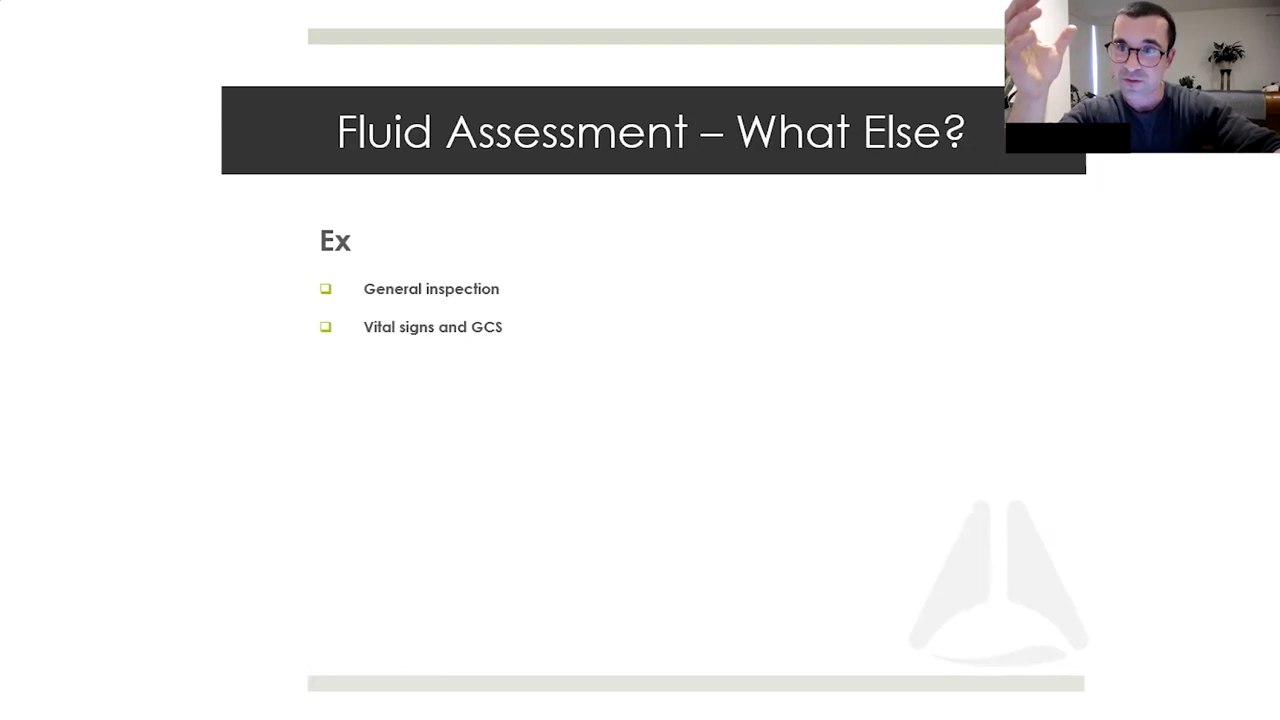 Fluid Assessment – What Else?
Ex
General inspection
Vital signs and GCS